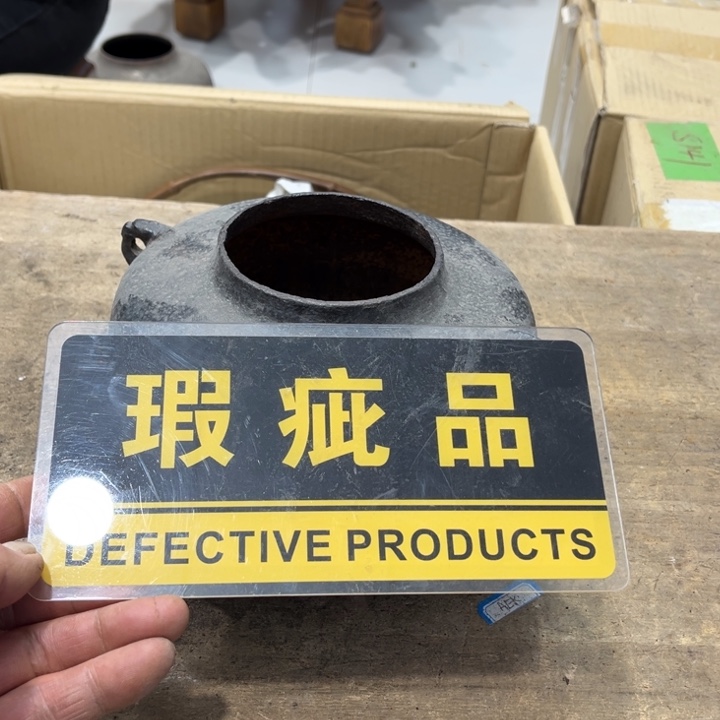 瑕疵品
DEFECTIVE PRODUCTS